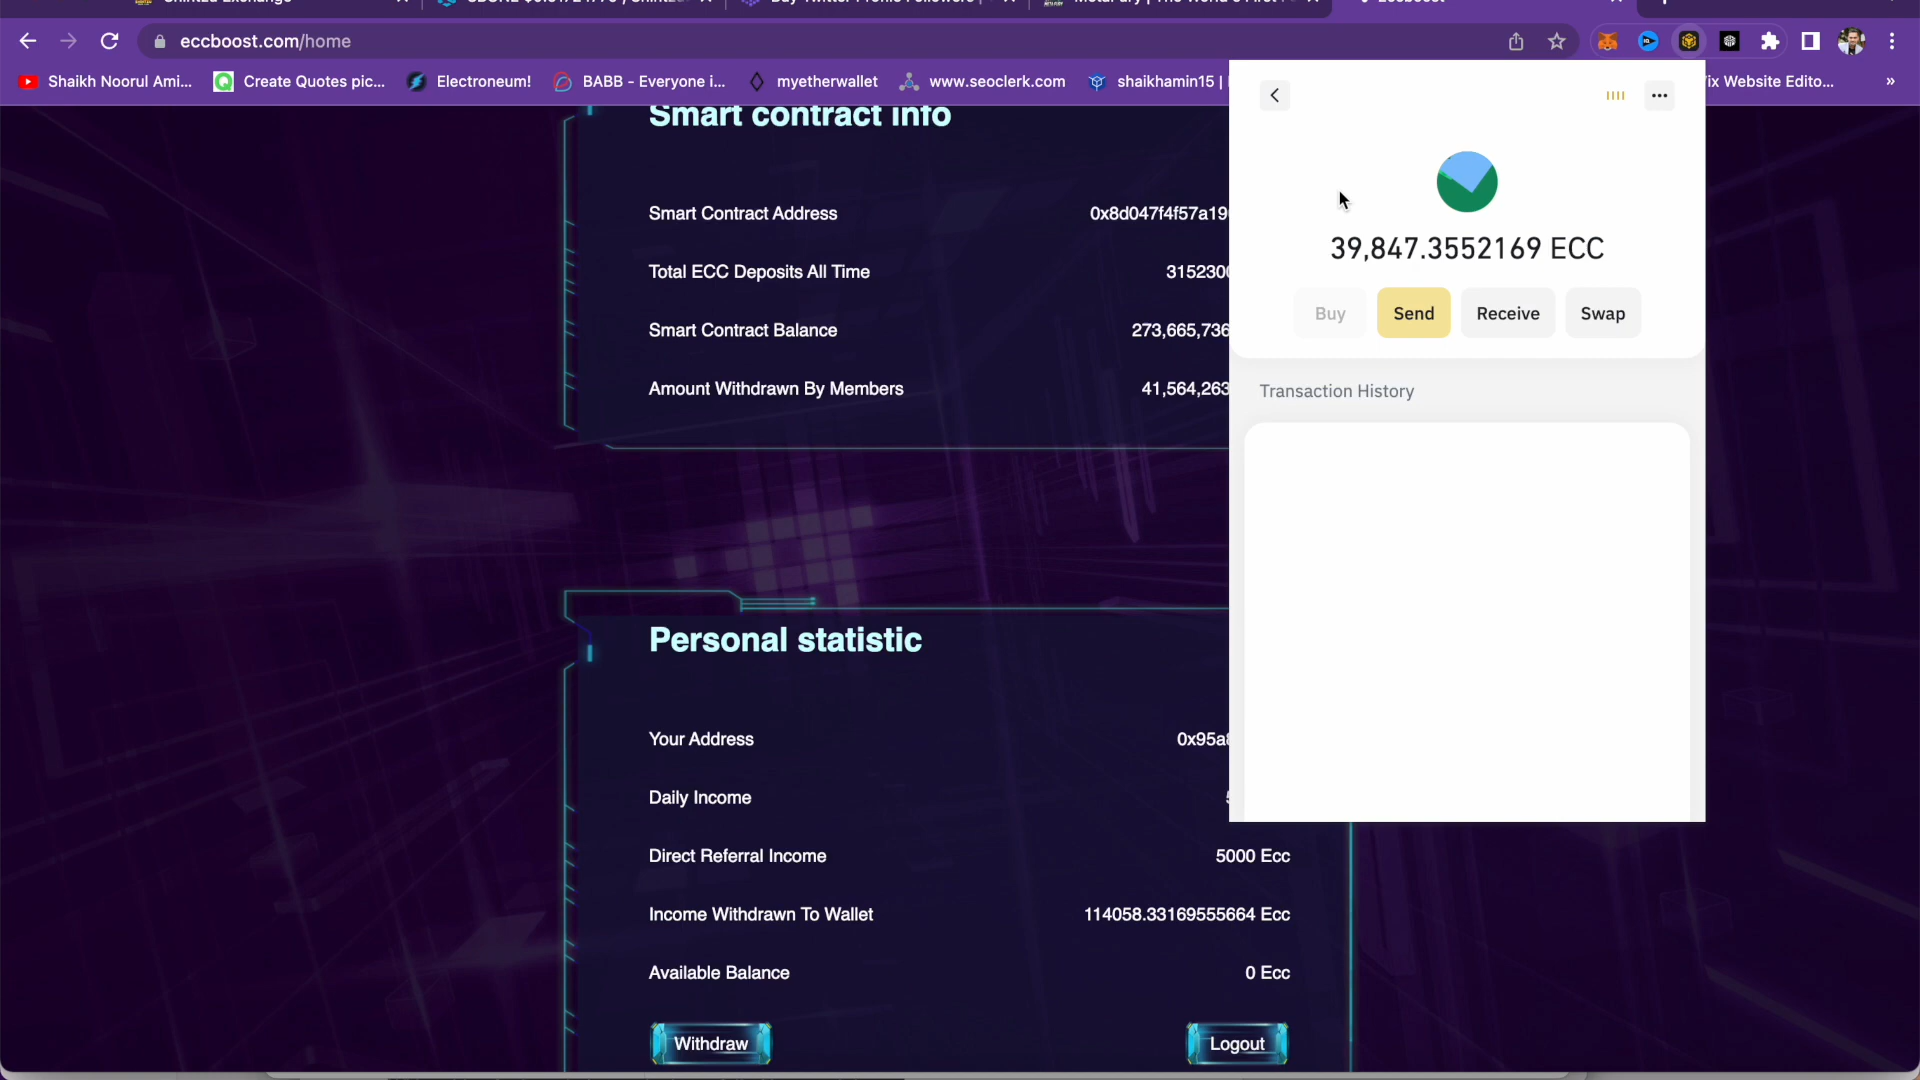 Shintza Exchange
eccboost.com/home
Shaikh Noorul Ami...
Create Quotes pic...
Electroneum!
BABB - Everyone i...
myetherwallet
www.seoclerk.com
shaikhamin15 |
ix Website Edito...
»
Smart contract info
Smart Contract Address
0x8d047f4f57a19
Total ECC Deposits All Time
3152300
Smart Contract Balance
273,665,736
Amount Withdrawn By Members
41,564,263
39,847.3552169 ECC
Buy
Send
Receive
Swap
Transaction History
Personal statistic
Your Address
0x95a8
Daily Income
Direct Referral Income
5000 Ecc
Income Withdrawn To Wallet
114058.33169555664 Ecc
Available Balance
0 Ecc
Withdraw
Logout